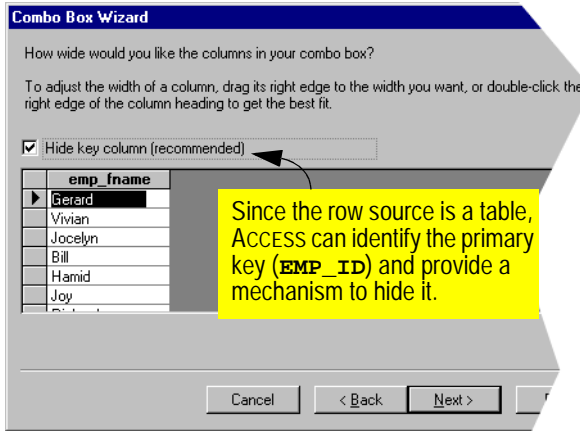 Combo Box Wizard
How wide would you like the columns in your combo box?
To adjust the width of a column, drag its right edge to the width you want, or double-click the
right edge of the column heading to get the best fit.
Hide key column (recommended)
emp_fname
Gerard
Vivian
Jocelyn
Bill
Hamid
Joy
Since the row source is a table,
ACCESS can identify the primary
key (EMP_ID) and provide a
mechanism to hide it.
Cancel
< Back
Next >